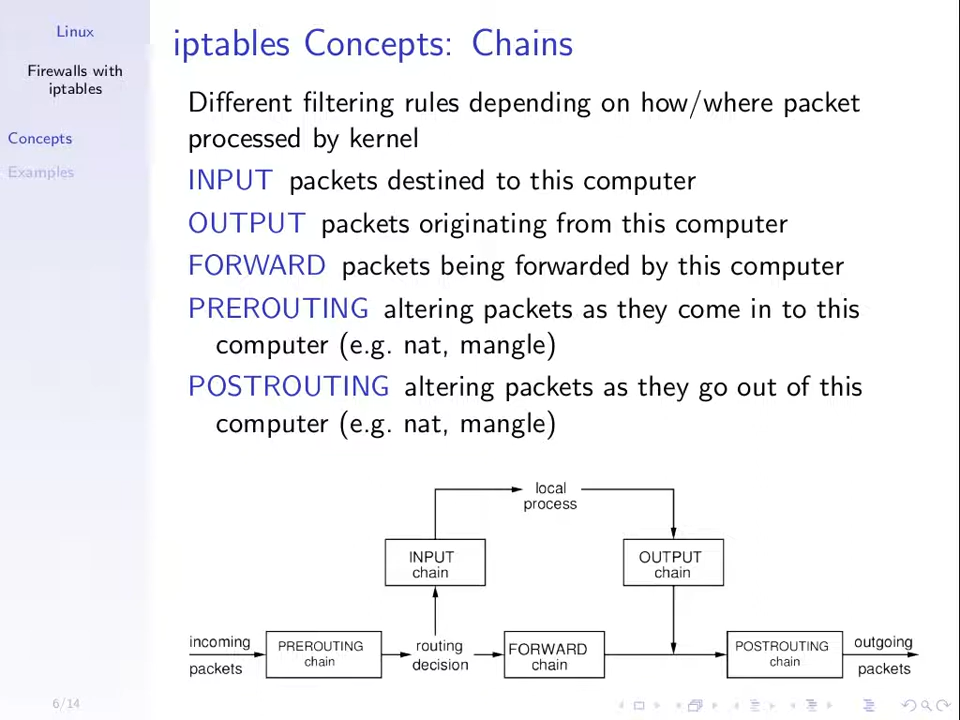 Linux
Firewalls with
iptables
Concepts
Examples
iptables Concepts: Chains
Different filtering rules depending on how/where packet
processed by kernel
INPUT packets destined to this computer
OUTPUT packets originating from this computer
FORWARD packets being forwarded by this computer
PREROUTING altering packets as they come in to this
computer (e.g. nat, mangle)
POSTROUTING altering packets as they go out of this
computer (e.g. nat, mangle)
local
process
INPUT
chain
OUTPUT
chain
incoming
packets
PREROUTING
chain
routing
decision
FORWARD
chain
POSTROUTING
chain
outgoing
packets
6/14